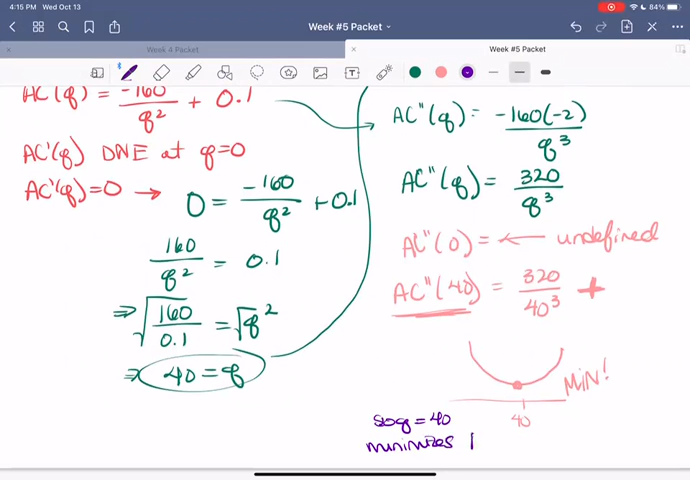 4:15 PM Wed Oct 13
84%
Week #5 Packet
Week 4 Packet
Week #5 Packet
AC'(q) = -160/q² + 0.1
AC'(q) DNE at q=0
AC'(q)=0 →
0 = -160/q² + 0.1
160/q² = 0.1
⇒ √(160/0.1) = √q²
⇒ 40 = q
AC"(q) = -160(-2)/q³
AC"(q) = 320/q³
AC"(0) = ← undefined
AC"(40) = 320/40³ +
MIN!
40
so q = 40
minimizes